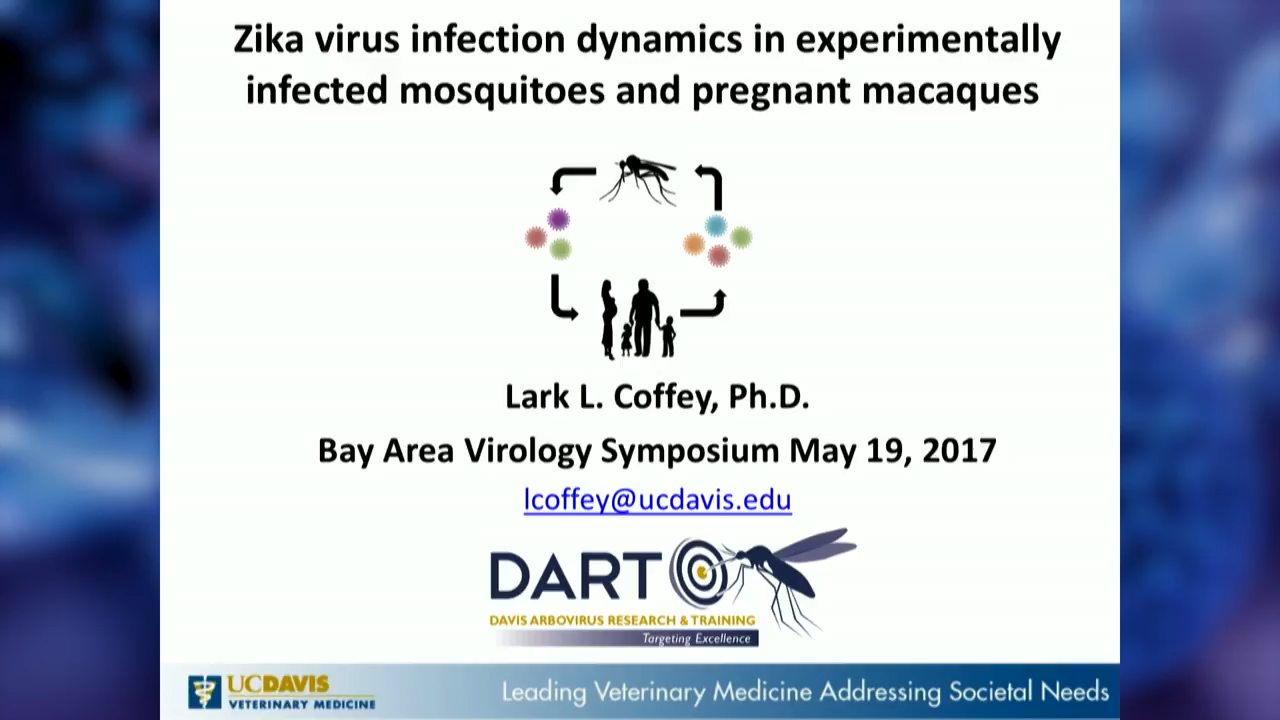 Zika virus infection dynamics in experimentally
infected mosquitoes and pregnant macaques
Lark L. Coffey, Ph.D.
Bay Area Virology Symposium May 19, 2017
lcoffey@ucdavis.edu
DART
DAVIS ARBOVIRUS RESEARCH & TRAINING
Targeting Excellence
UCDAVIS
VETERINARY MEDICINE
Leading Veterinary Medicine Addressing Societal Needs